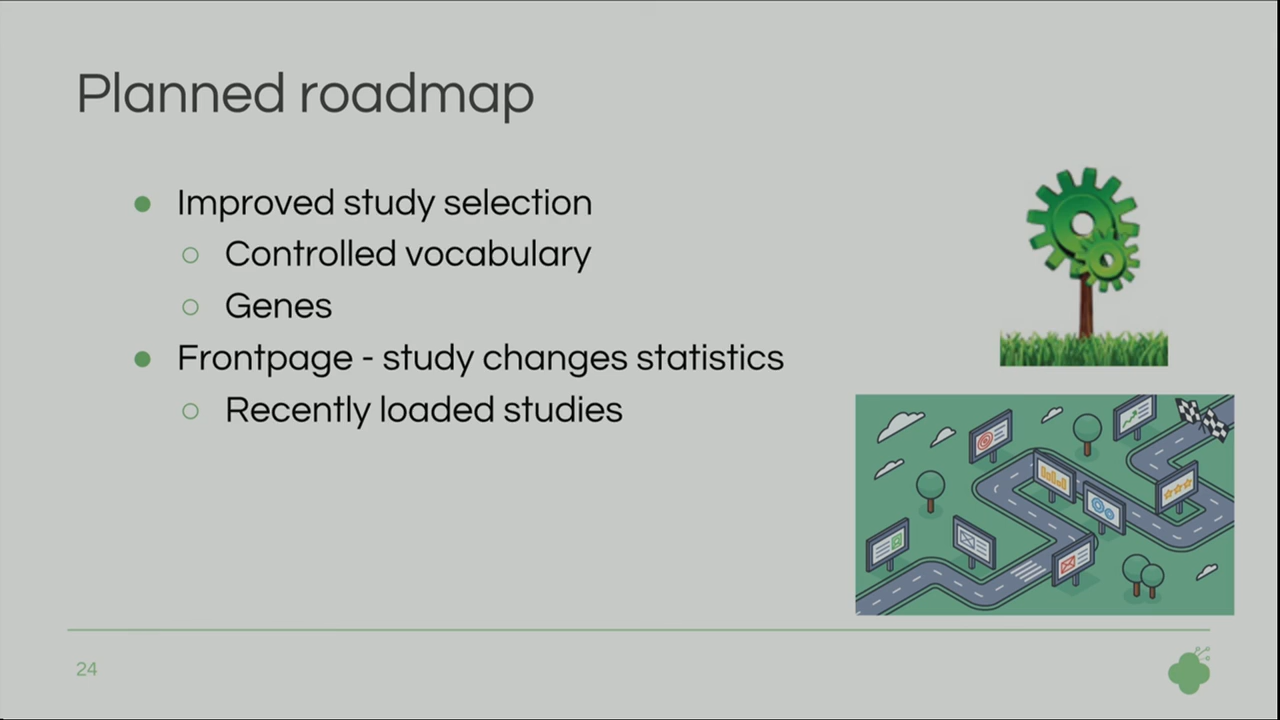 Planned roadmap
Improved study selection
Controlled vocabulary
Genes
Frontpage - study changes statistics
Recently loaded studies
24